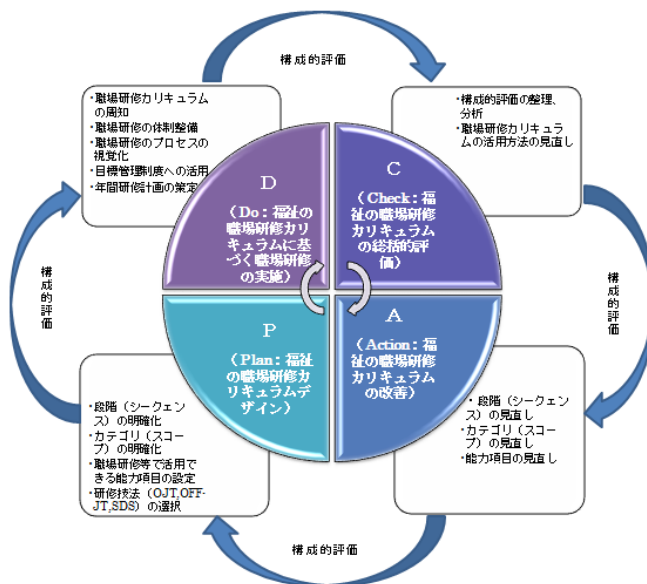 構成的評価
・職場研修カリキュラム
の周知
・職場研修の体制整備
・職場研修のプロセスの
視覚化
・目標管理制度への活用
・年間研修計画の策定
・構成的評価の整理、
分析
・職場研修カリキュラ
ムの活用方法の見直し
D
（Do：福祉の
職場研修カリ
キュラムに基
づく職場研修
の実施）
C
（Check：福祉
の職場研修
カリキュラム
の総括的評
価）
構成的評価
構成的評価
P
（Plan：福祉
の職場研修カ
リキュラムデ
ザイン）
A
（Action：福
祉の職場研修
カリキュラム
の改善）
・段階（シークェン
ス）の明確化
・カテゴリ（スコー
プ）の明確化
・職場研修等で活用で
きる能力項目の設定
・研修技法（OJT,OFF-
JT,SDS）の選択
・段階（シークェン
ス）の見直し
・カテゴリ（スコー
プ）の見直し
・能力項目の見直し
構成的評価